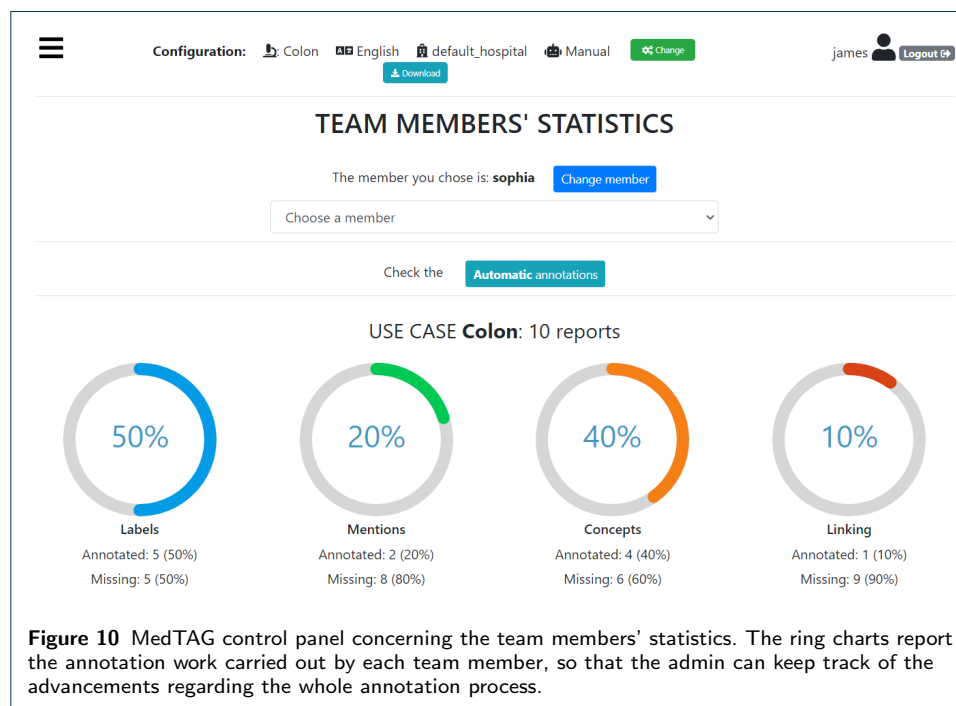 Configuration: : Colon English default_hospital Manual Change
Download
james Logout
TEAM MEMBERS' STATISTICS
The member you chose is: sophia Change member
Choose a member
Check the Automatic annotations
USE CASE Colon: 10 reports
50% 20% 40% 10%
Labels Mentions Concepts Linking
Annotated: 5 (50%) Annotated: 2 (20%) Annotated: 4 (40%) Annotated: 1 (10%)
Missing: 5 (50%) Missing: 8 (80%) Missing: 6 (60%) Missing: 9 (90%)
Figure 10 MedTAG control panel concerning the team members' statistics. The ring charts report
the annotation work carried out by each team member, so that the admin can keep track of the
advancements regarding the whole annotation process.